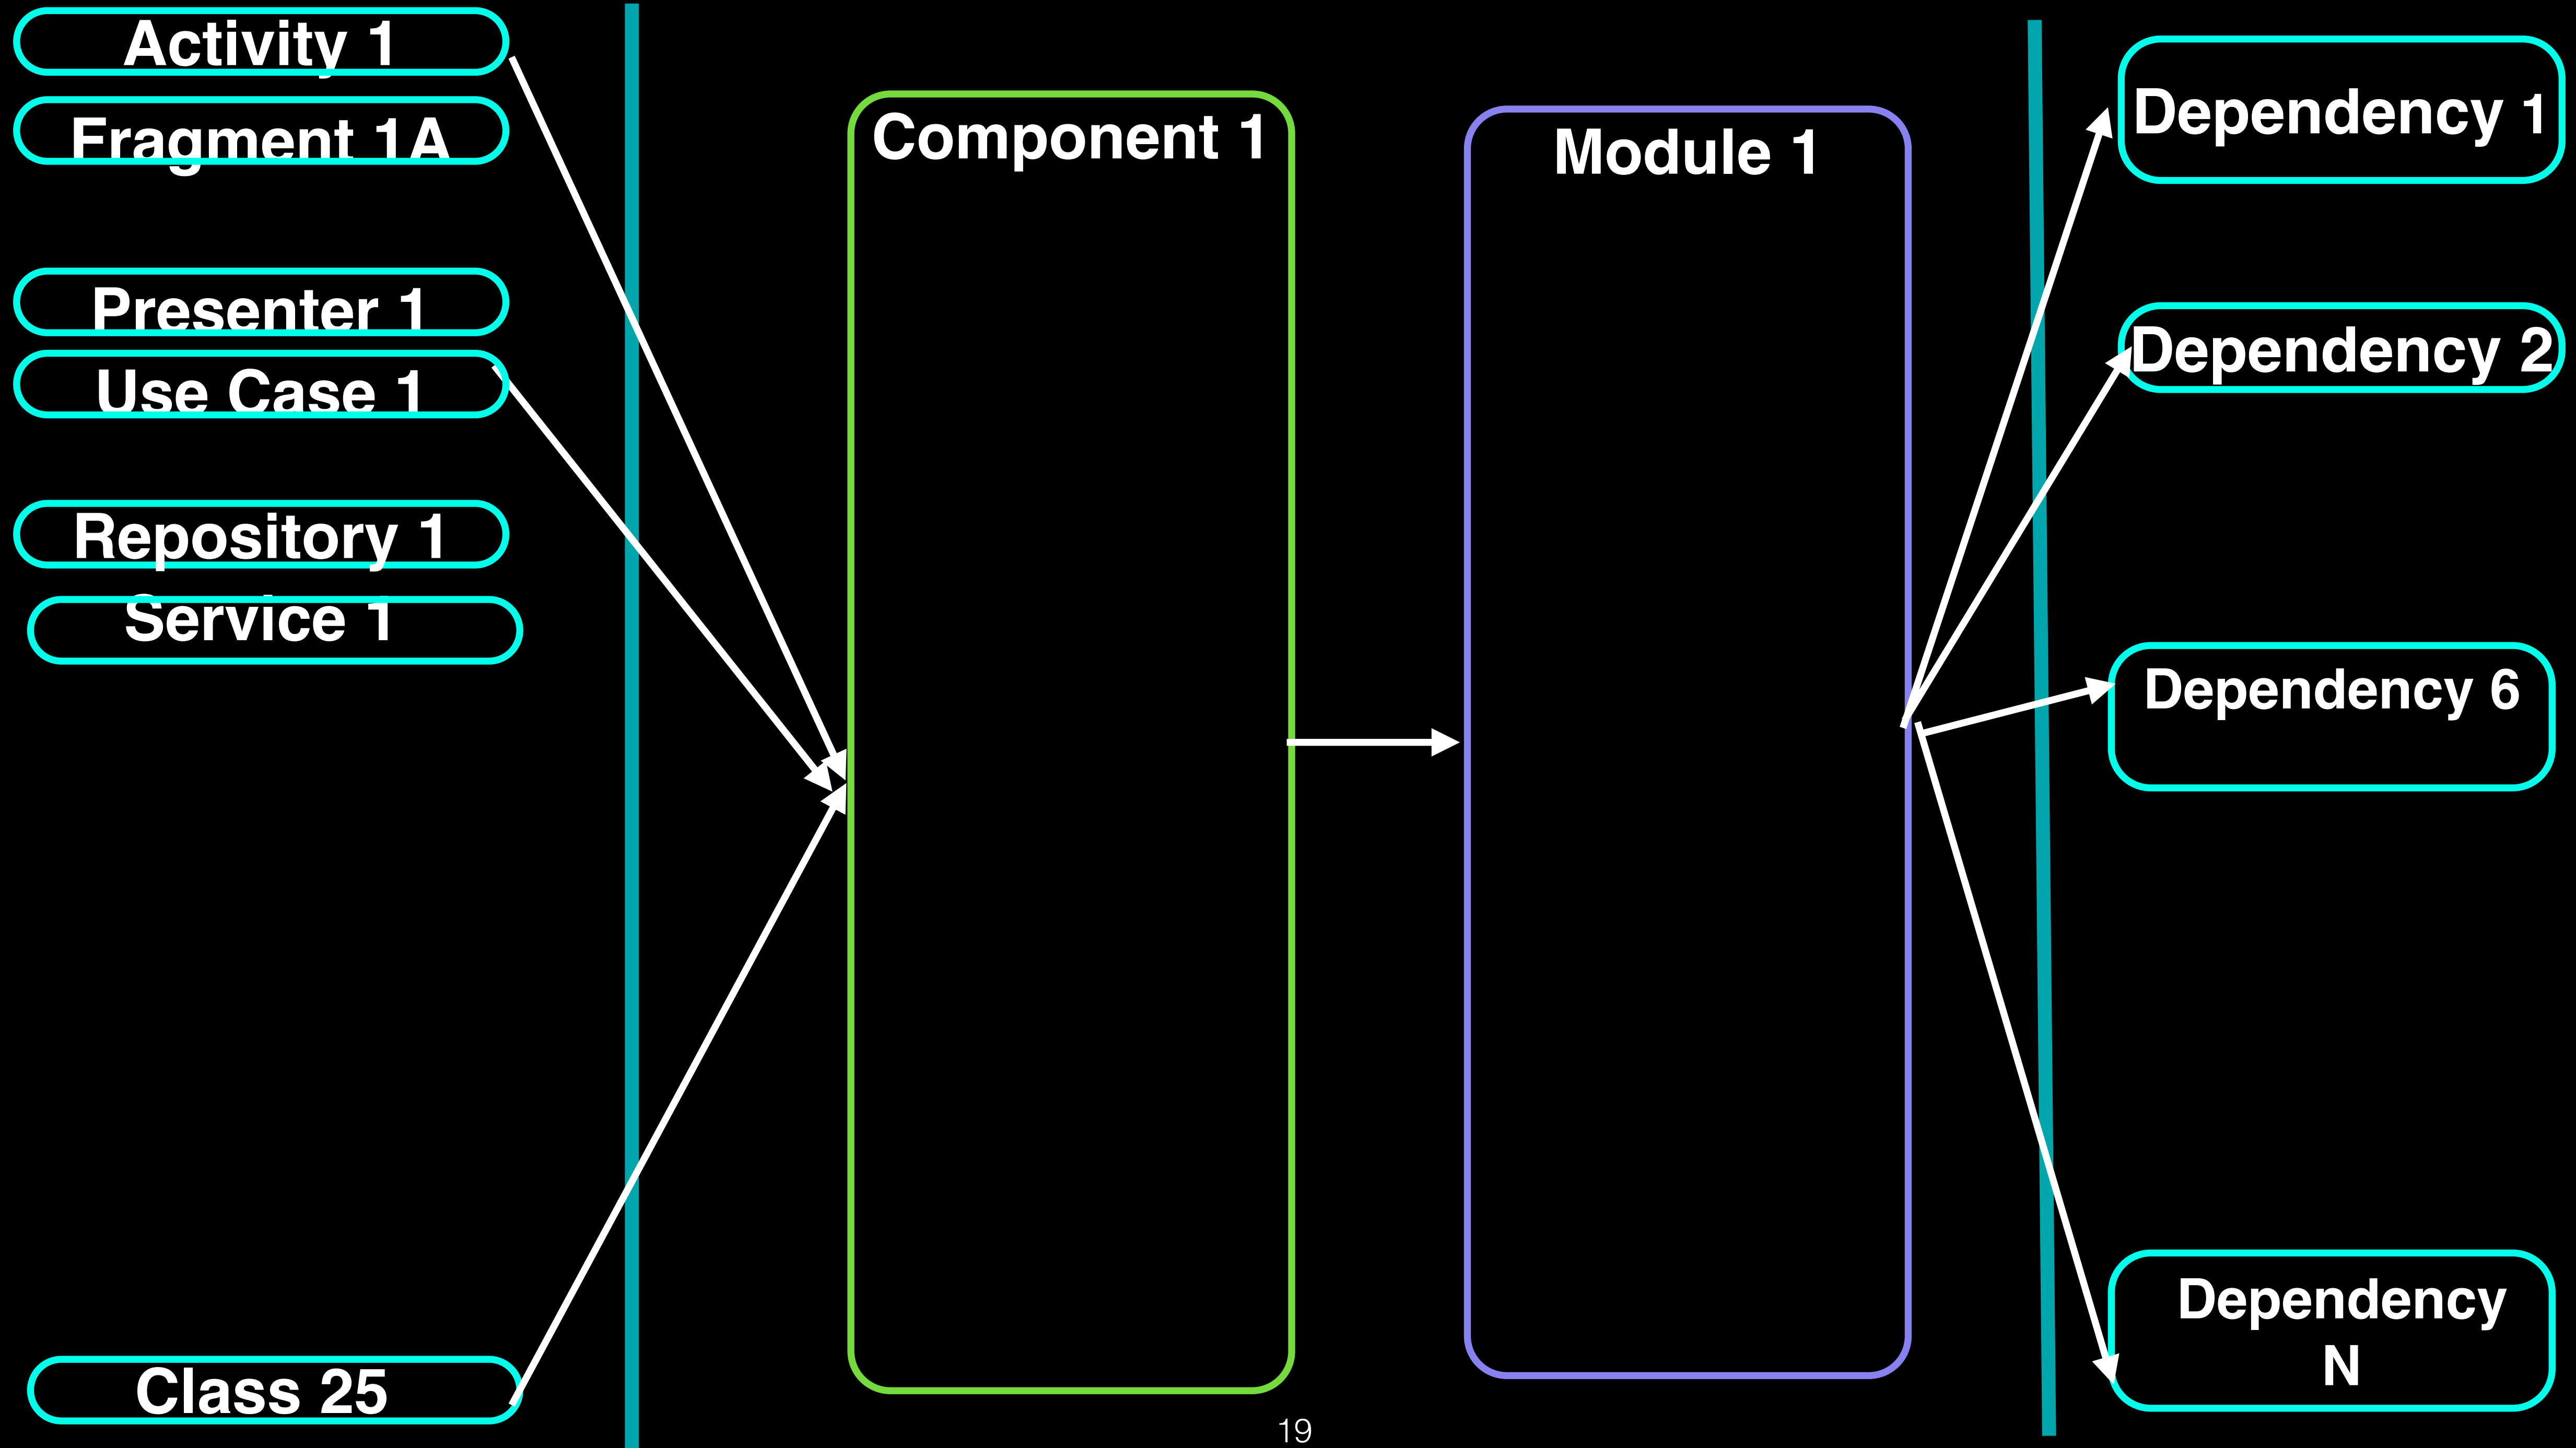 Activity 1
Fragment 1A
Presenter 1
Use Case 1
Repository 1
Service 1
Class 25
Component 1
Module 1
Dependency 1
Dependency 2
Dependency 6
Dependency
N
19